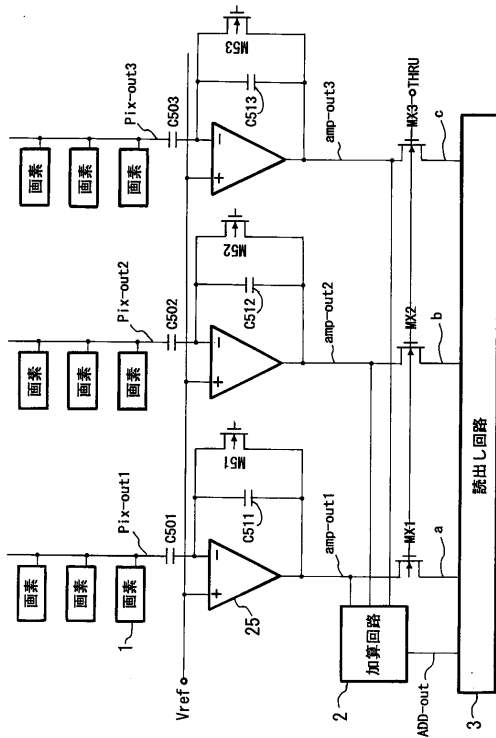 画素
画素
画素
1
Pix-out1
C501
C511
M51
25
amp-out1
MX1
a
画素
画素
画素
Pix-out2
C502
C512
M52
amp-out2
MX2
b
画素
画素
画素
Pix-out3
C503
C513
M53
amp-out3
MX3
THRU
c
Vref
+
-
+
-
+
-
加算回路
2
ADD-out
読出し回路
3